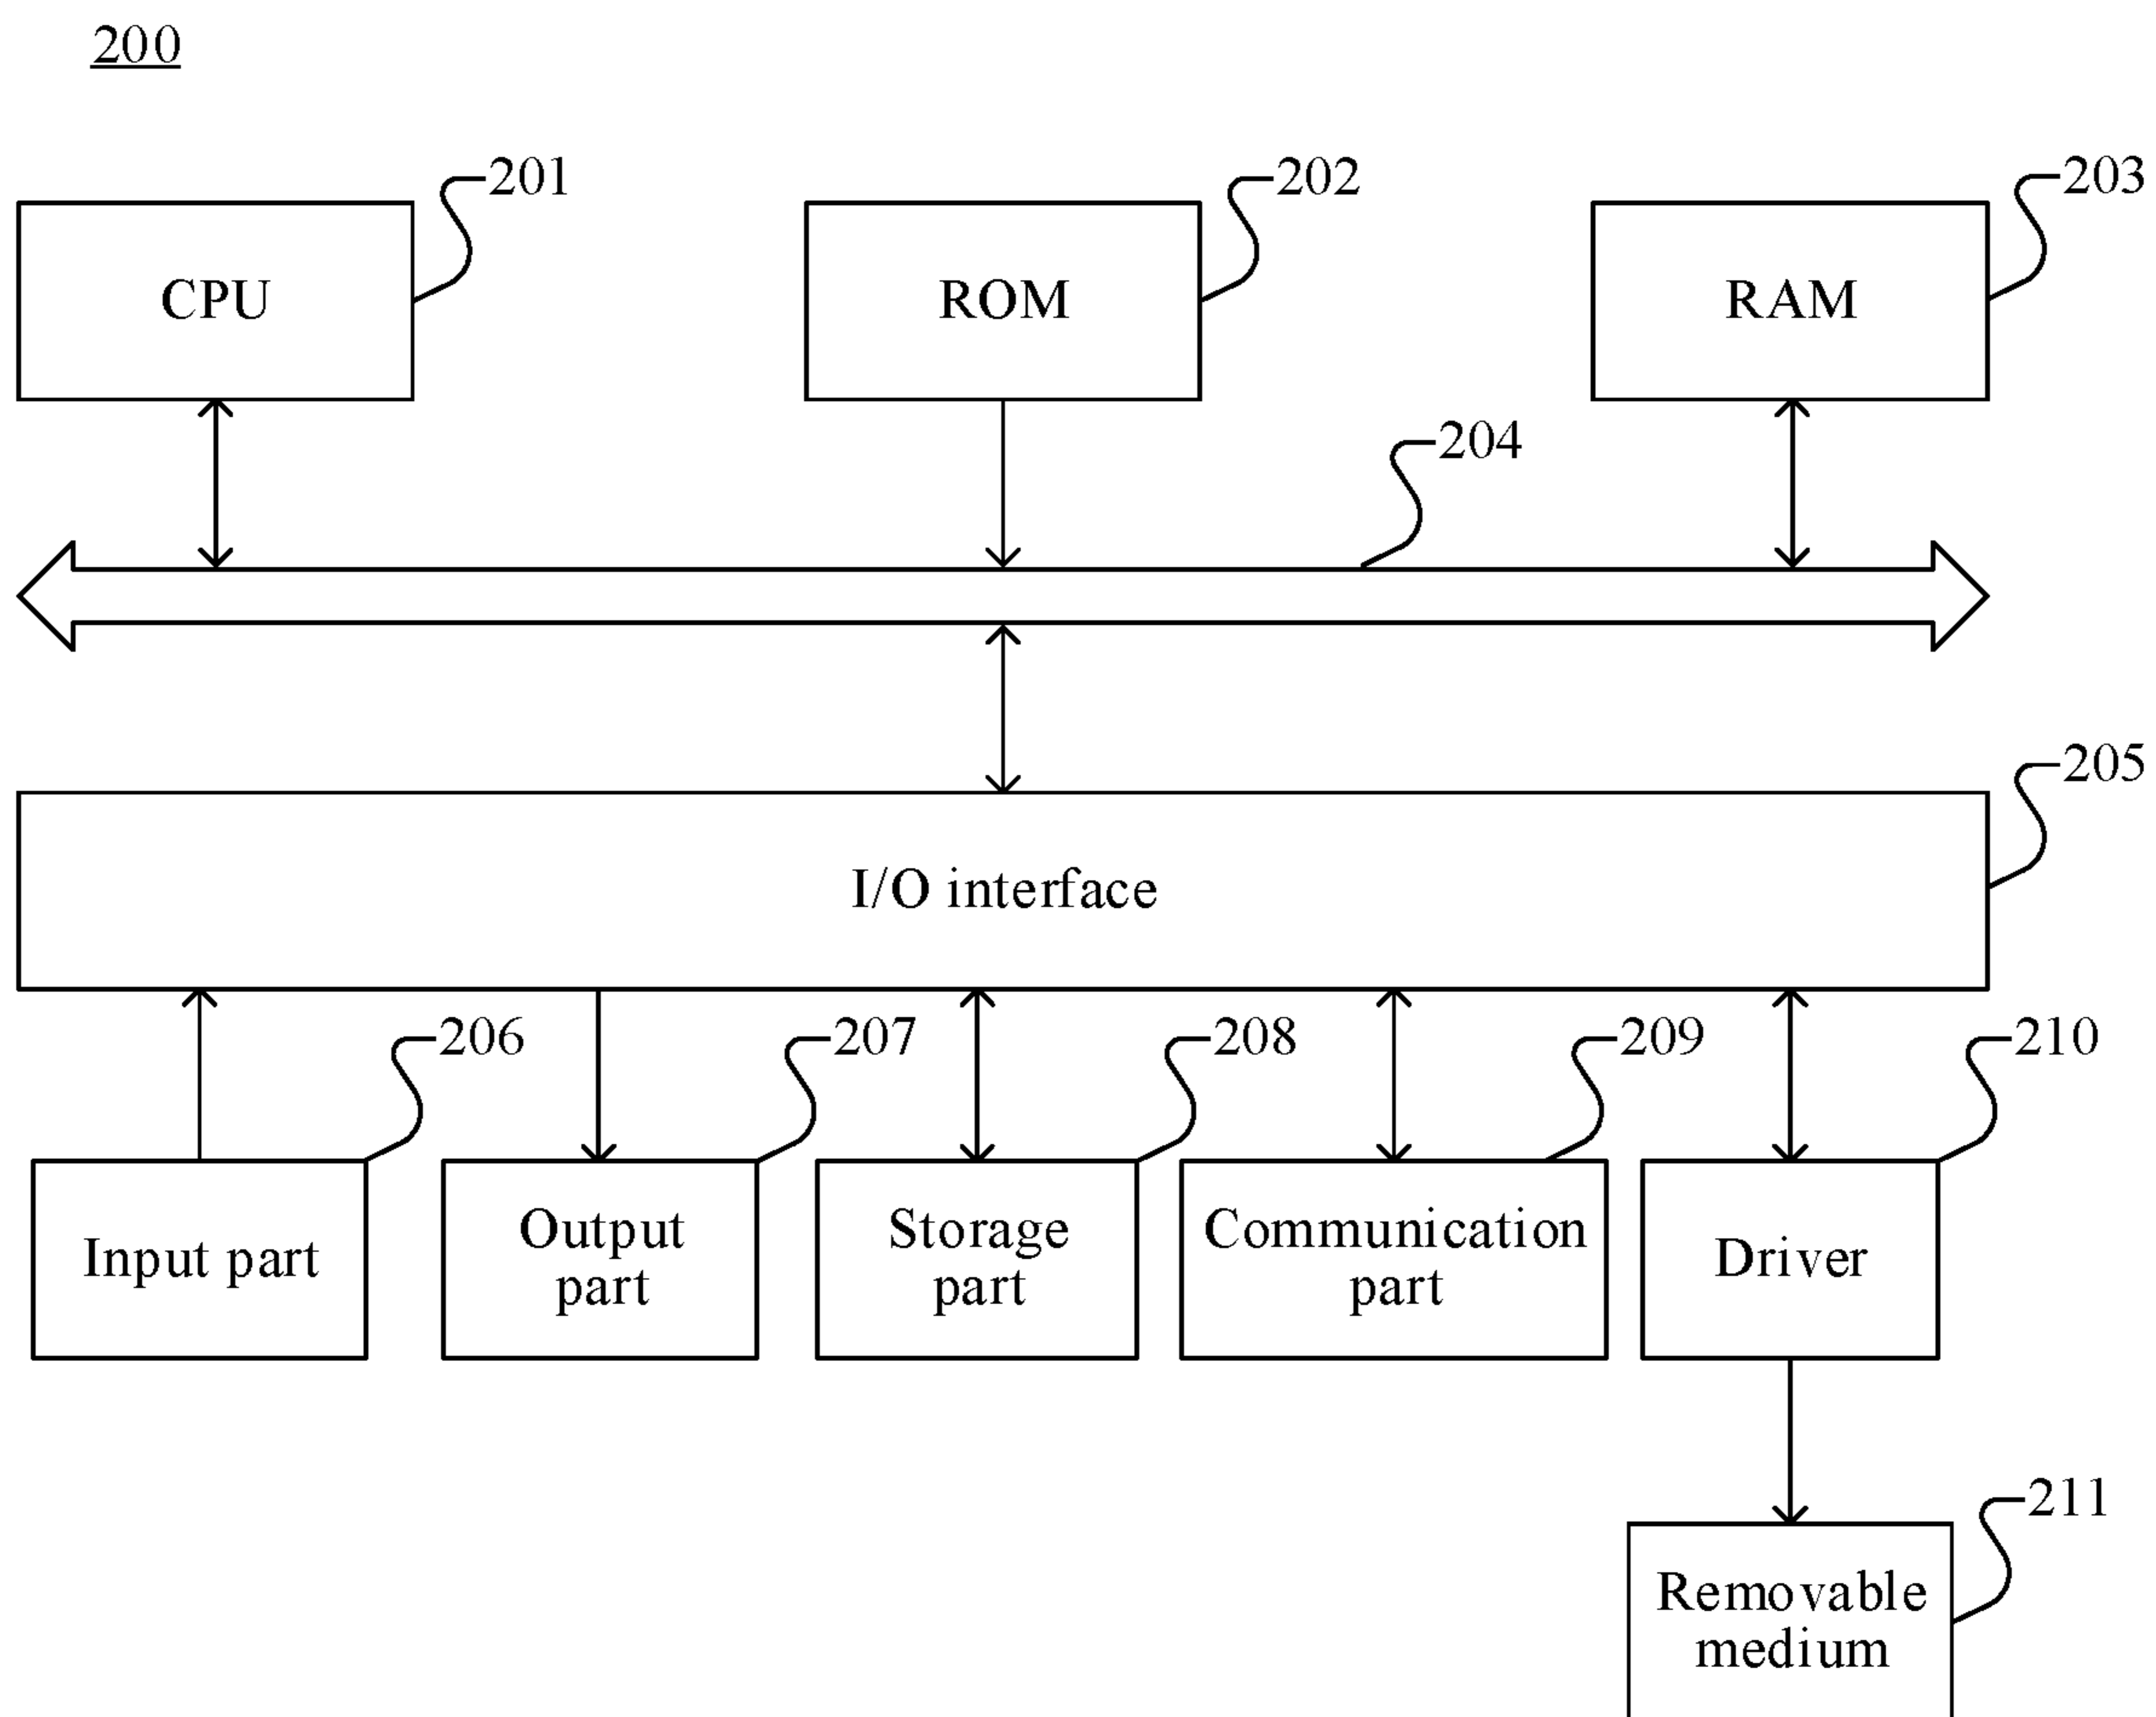 200
201
202
203
CPU
ROM
RAM
204
205
I/O interface
206
207
208
209
210
Input part
Output
part
Storage
part
Communication
part
Driver
211
Removable
medium